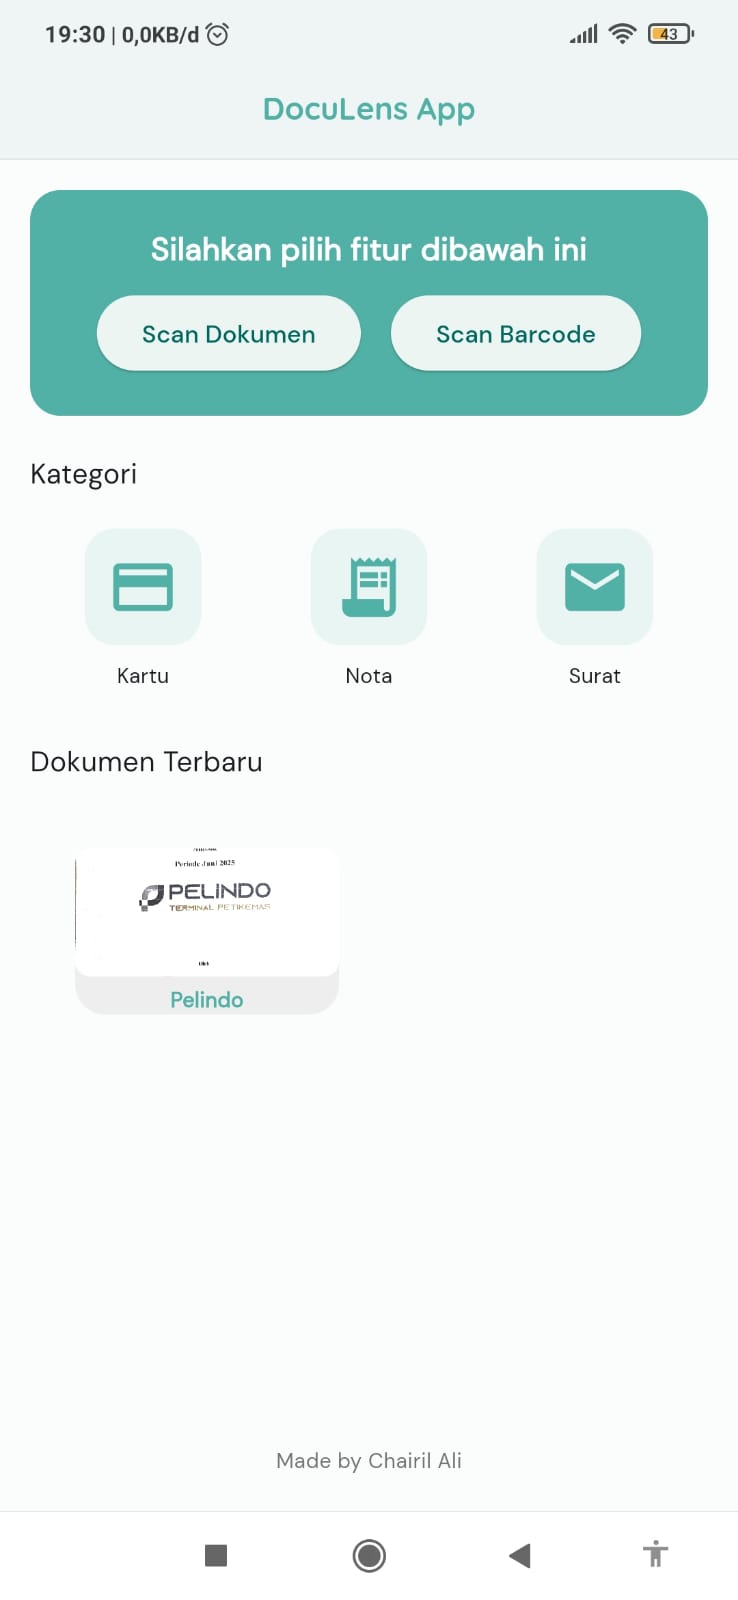 19:30 | 0,0KB/d
43
DocuLens App
Silahkan pilih fitur dibawah ini
Scan Dokumen Scan Barcode
Kategori
Kartu Nota Surat
Dokumen Terbaru
Periode Juni 2025
PELINDO
TERMINAL PETIKEMAS
Pelindo
Made by Chairil Ali